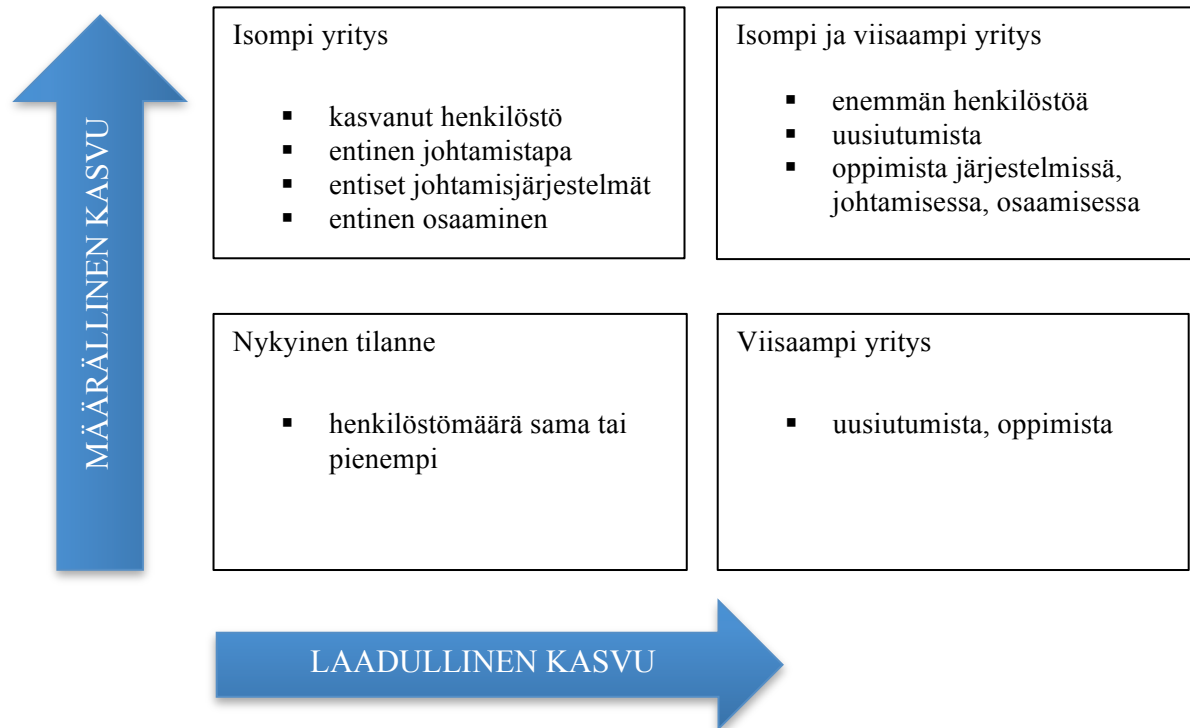 MÄÄRÄLLINEN KASVU
Isompi yritys
▪ kasvanut henkilöstö
▪ entinen johtamistapa
▪ entiset johtamisjärjestelmät
▪ entinen osaaminen
Isompi ja viisaampi yritys
▪ enemmän henkilöstöä
▪ uusiutumista
▪ oppimista järjestelmissä,
johtamisessa, osaamisessa
Nykyinen tilanne
▪ henkilöstömäärä sama tai
pienempi
Viisaampi yritys
▪ uusiutumista, oppimista
LAADULLINEN KASVU